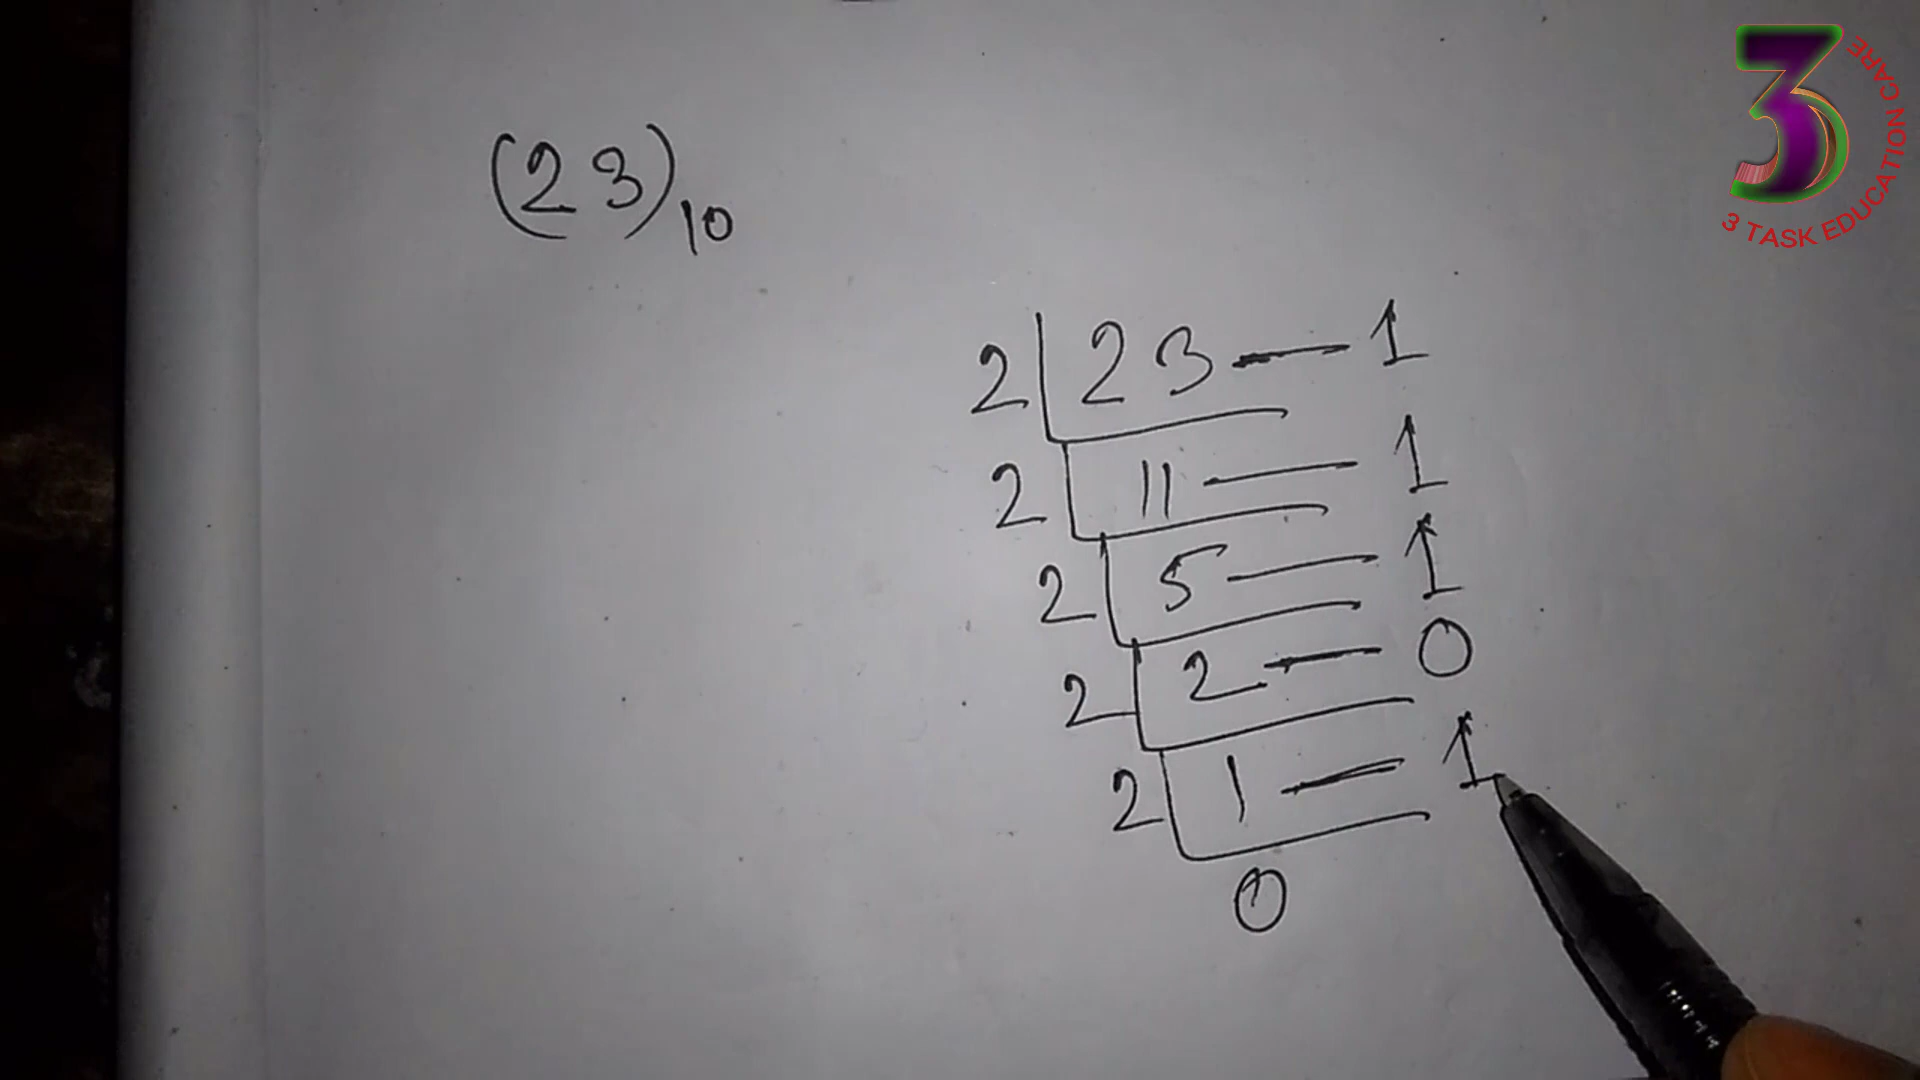 (23)10
2 | 23 — 1
2 | 11 — 1
2 | 5 — 1
2 | 2 — 0
2 | 1 — 1
0
3
3 TASK EDUCATION CARE